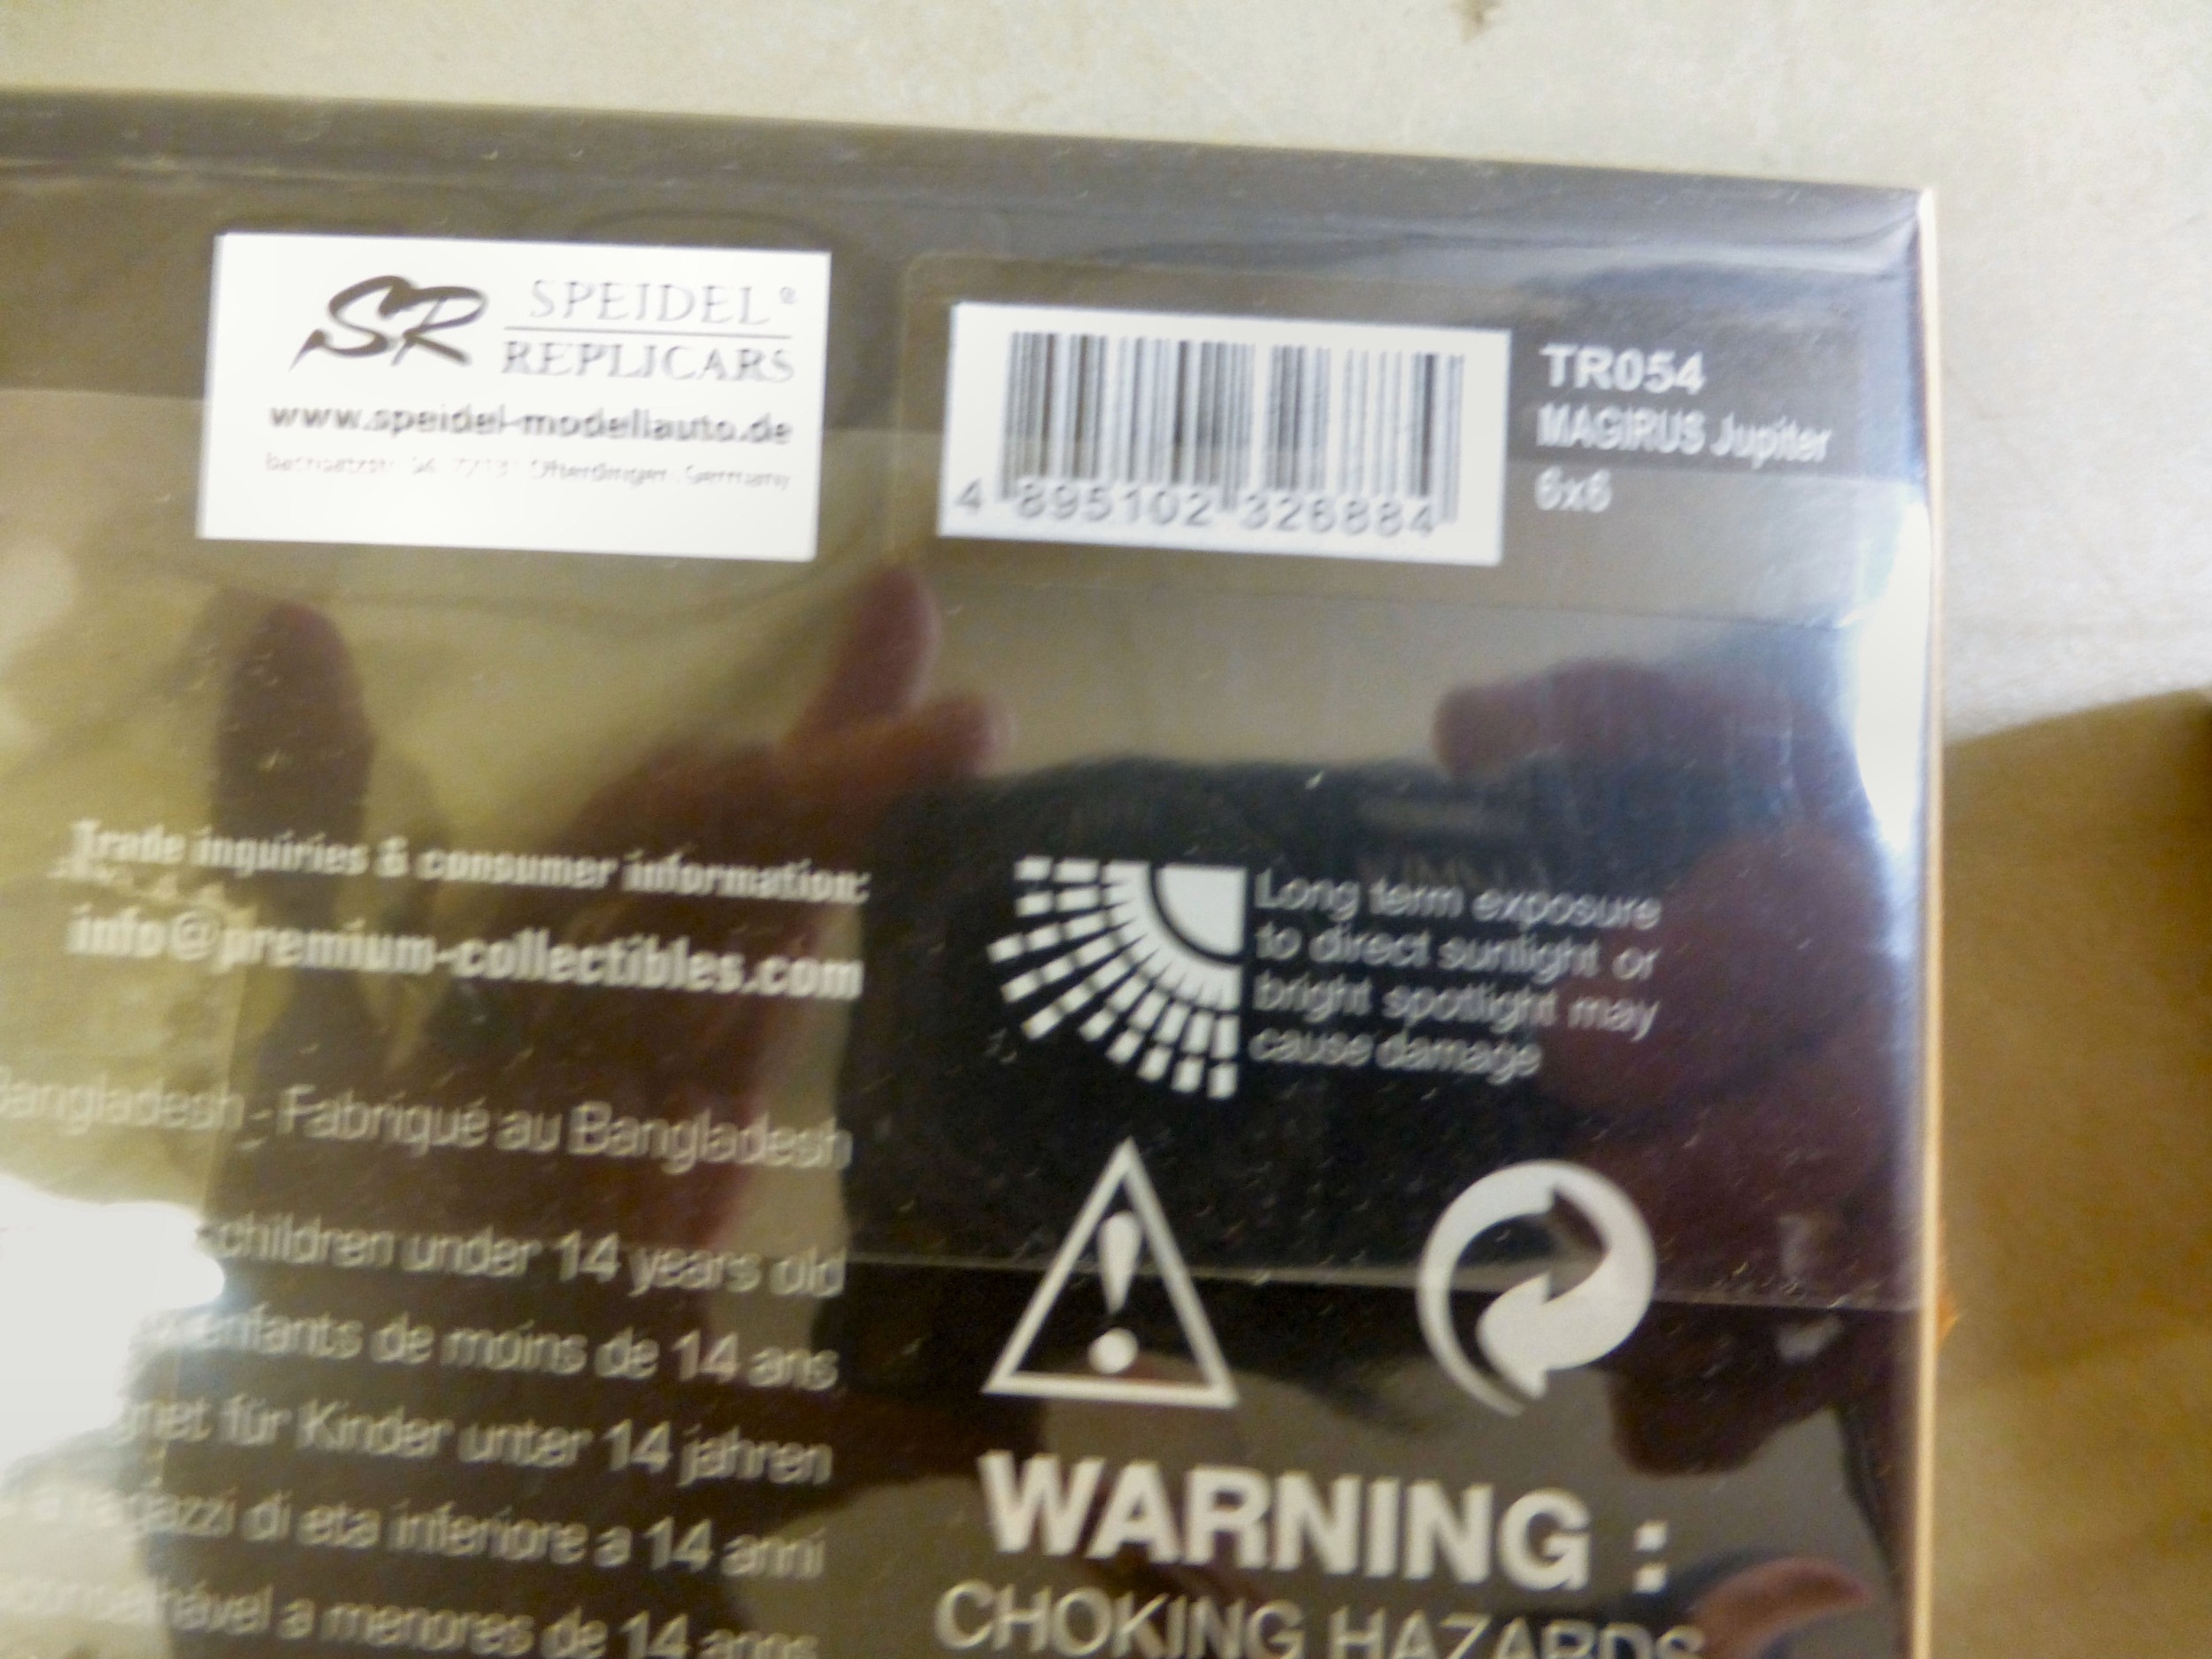 SR SPEIDEL®
REPLICARS
www.speidel-modellauto.de
Germany
4 895102 326884
TR054
MAGIRUS Jupiter
6x6
Trade inquiries & consumer information:
info@premium-collectibles.com
Bangladesh - Fabriqué au Bangladesh
children under 14 years old
enfants de moins de 14 ans
für Kinder unter 14 jahren
ragazzi di eta inferiore a 14 anni
a menores de 14 anos
Long term exposure
to direct sunlight or
bright spotlight may
cause damage
WARNING :
CHOKING HAZARDS